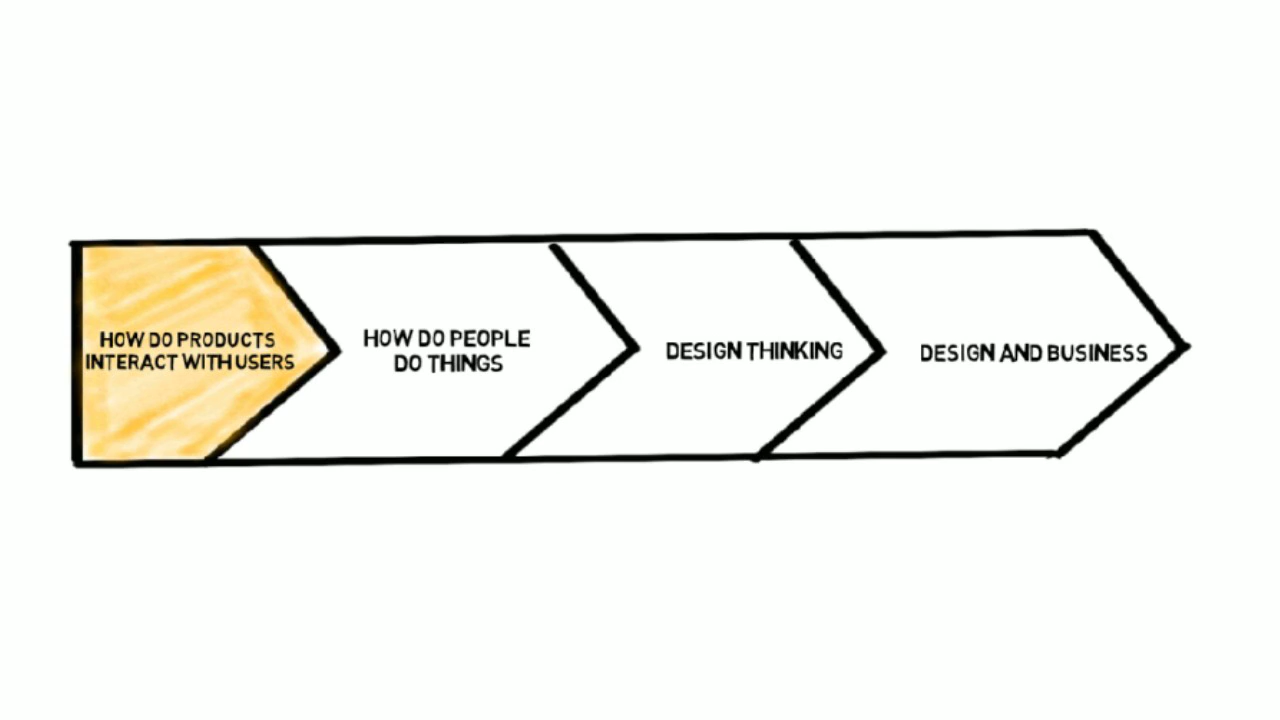 HOW DO PRODUCTS
INTERACT WITH USERS
HOW DO PEOPLE
DO THINGS
DESIGN THINKING
DESIGN AND BUSINESS